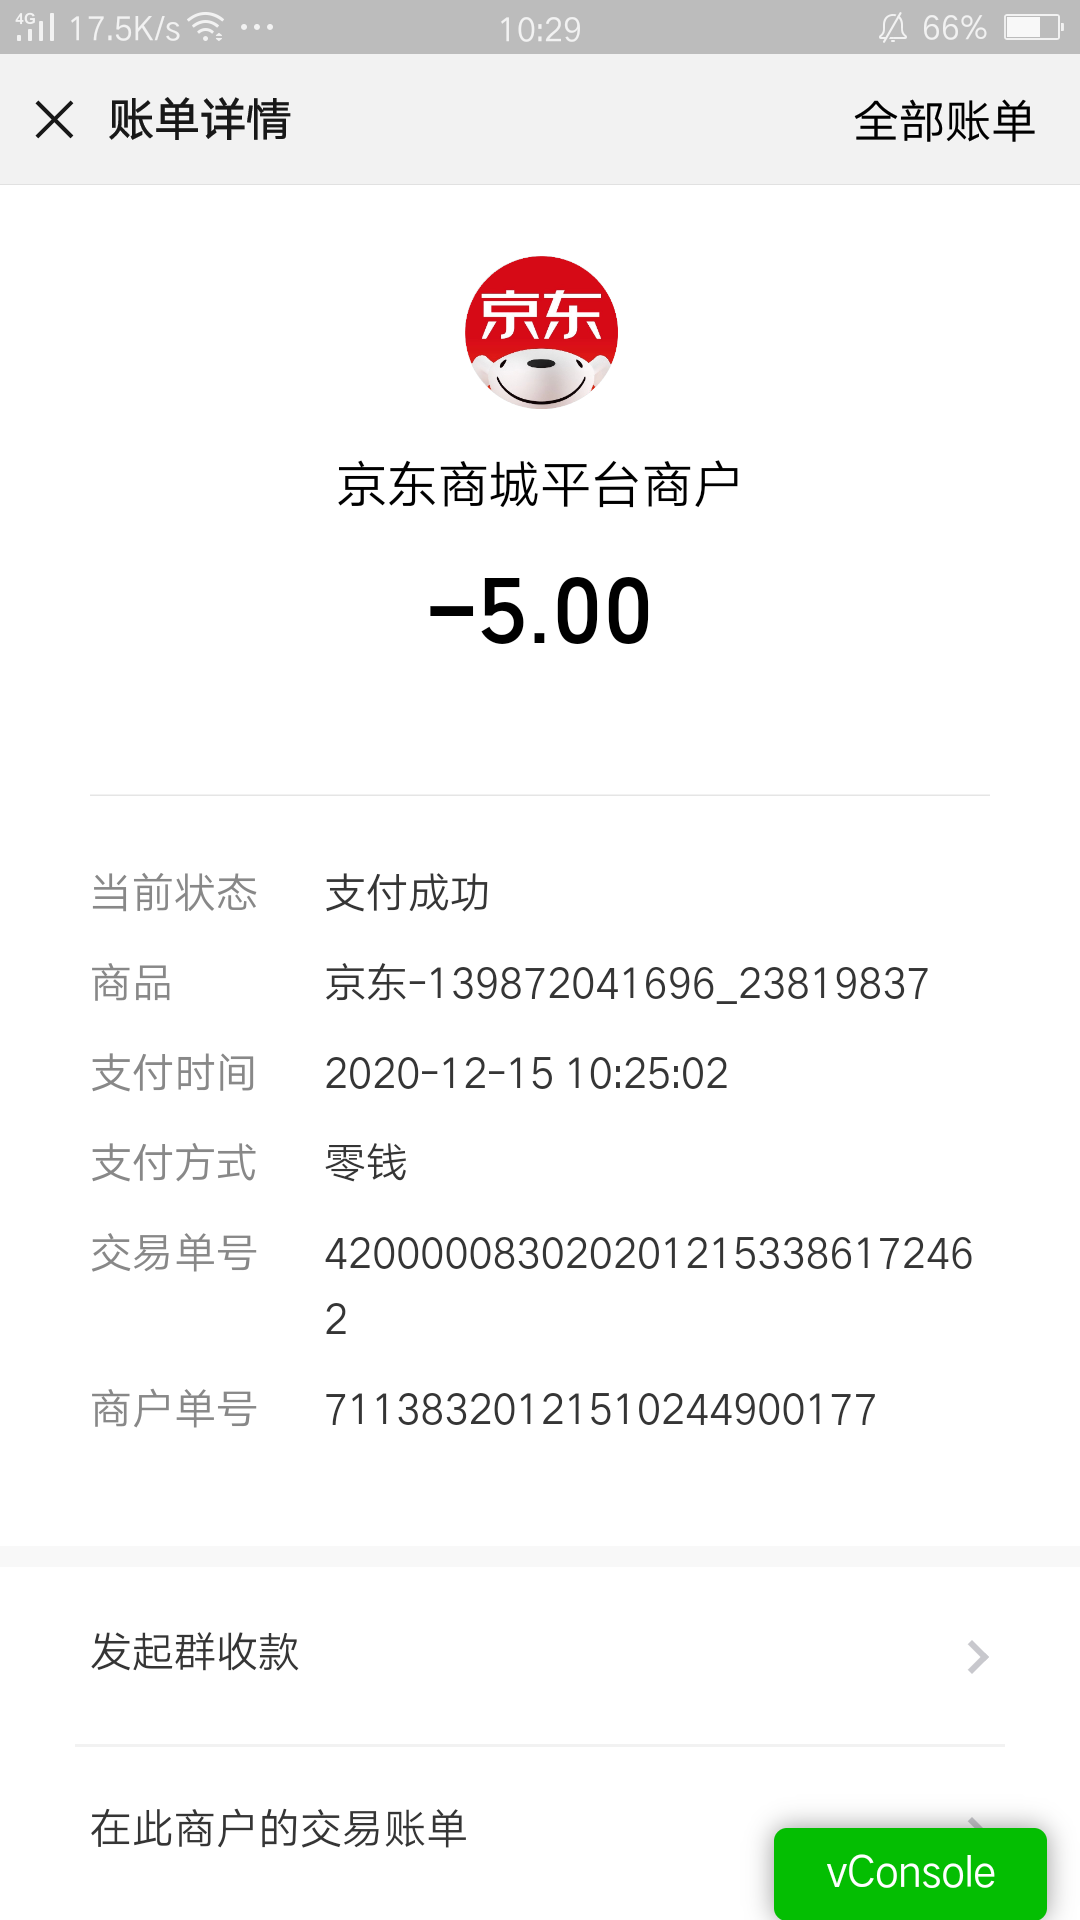 4G 17.5K/s ··· 10:29 66%
账单详情 全部账单
京东
京东商城平台商户
-5.00
当前状态 支付成功
商品 京东-139872041696_23819837
支付时间 2020-12-15 10:25:02
支付方式 零钱
交易单号 420000083020201215338617246
2
商户单号 71138320121510244900177
发起群收款
在此商户的交易账单
vConsole